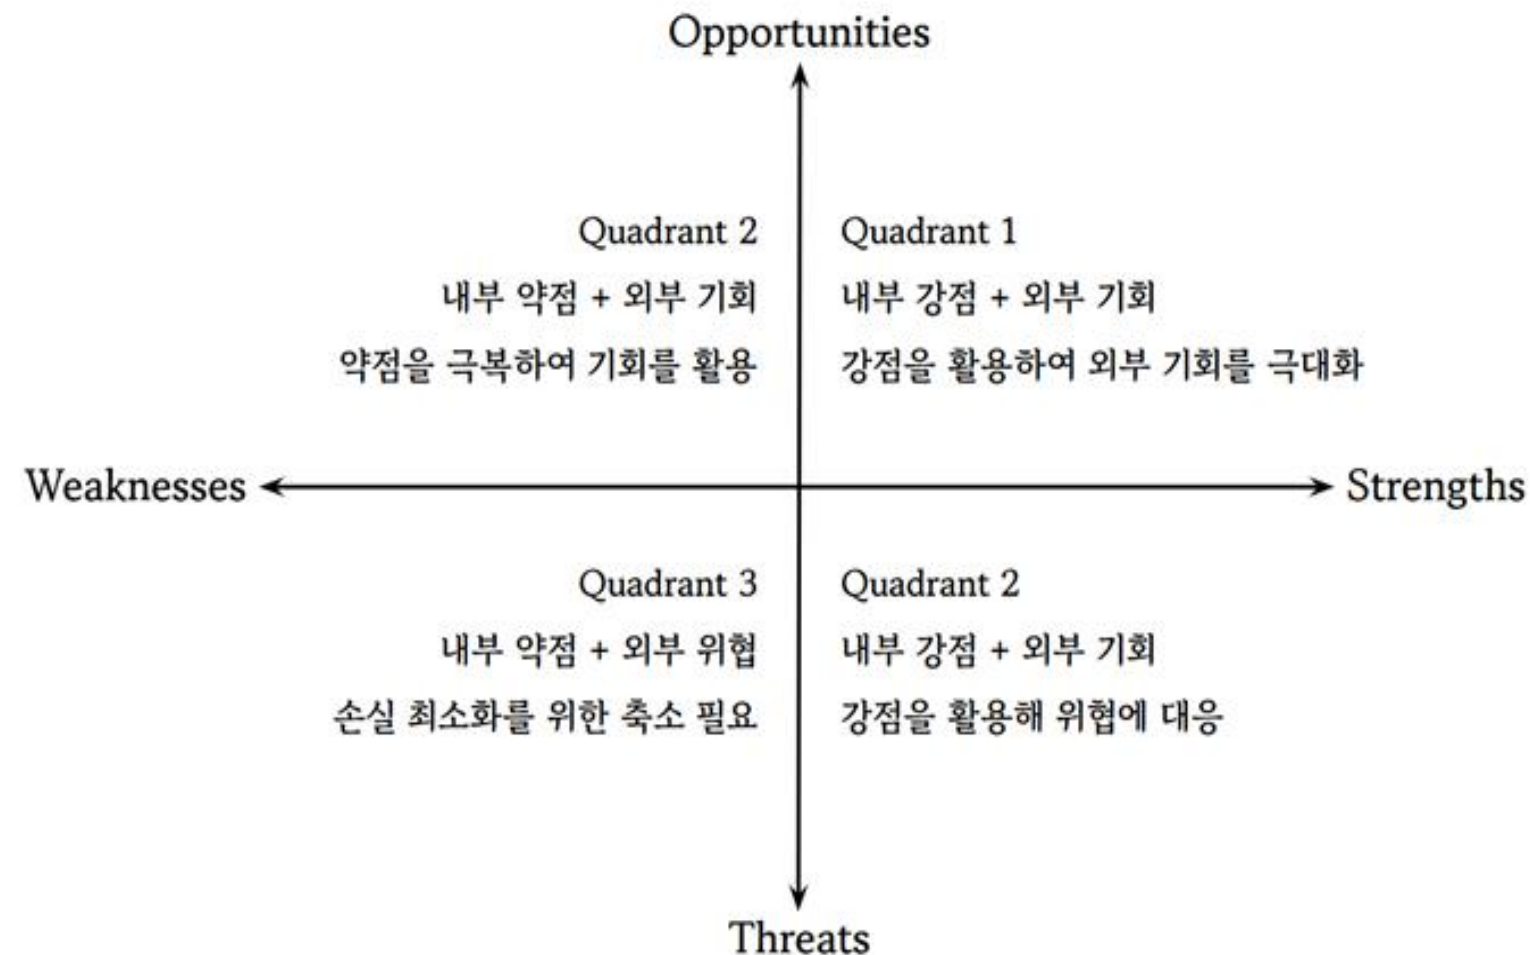 Opportunities
Quadrant 2
내부 약점 + 외부 기회
약점을 극복하여 기회를 활용
Quadrant 1
내부 강점 + 외부 기회
강점을 활용하여 외부 기회를 극대화
Weaknesses
Strengths
Quadrant 3
내부 약점 + 외부 위협
손실 최소화를 위한 축소 필요
Quadrant 2
내부 강점 + 외부 기회
강점을 활용해 위협에 대응
Threats